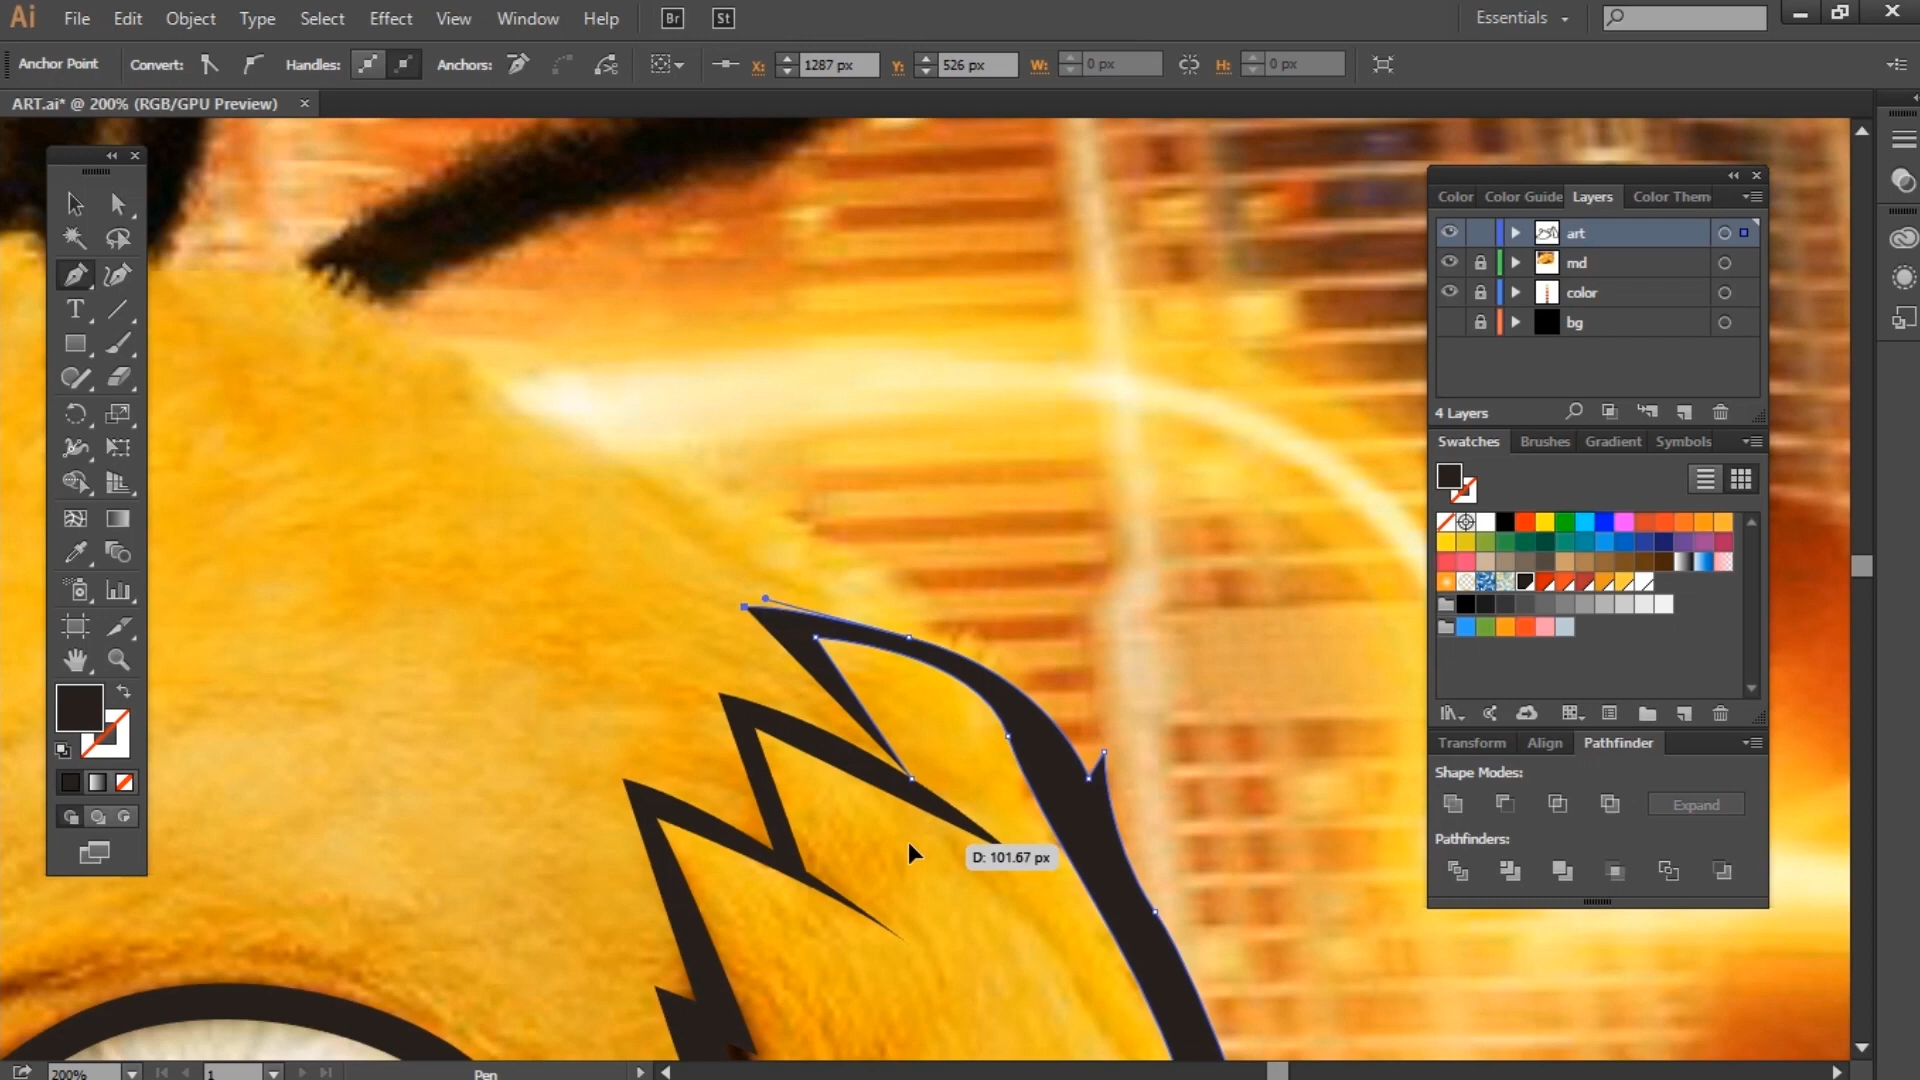 Ai File Edit Object Type Select Effect View Window Help Br St Essentials
Anchor Point Convert: Handles: Anchors: X: 1287 px Y: 526 px W: 0 px H: 0 px
ART.ai* @ 200% (RGB/GPU Preview) ×
Color Color Guide Layers Color Them
art
md
color
bg
4 Layers
Swatches Brushes Gradient Symbols
Transform Align Pathfinder
Shape Modes:
Expand
Pathfinders:
D: 101.67 px
200% 1 Pen